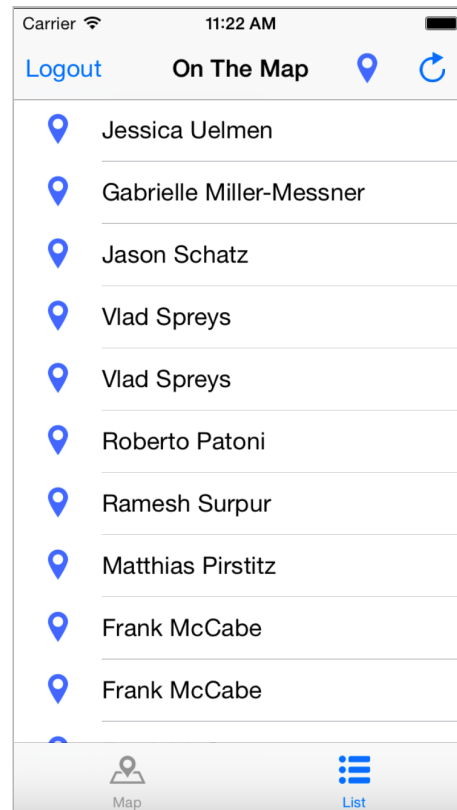 Carrier 11:22 AM
Logout On The Map
Jessica Uelmen
Gabrielle Miller-Messner
Jason Schatz
Vlad Spreys
Vlad Spreys
Roberto Patoni
Ramesh Surpur
Matthias Pirstitz
Frank McCabe
Frank McCabe
Map List